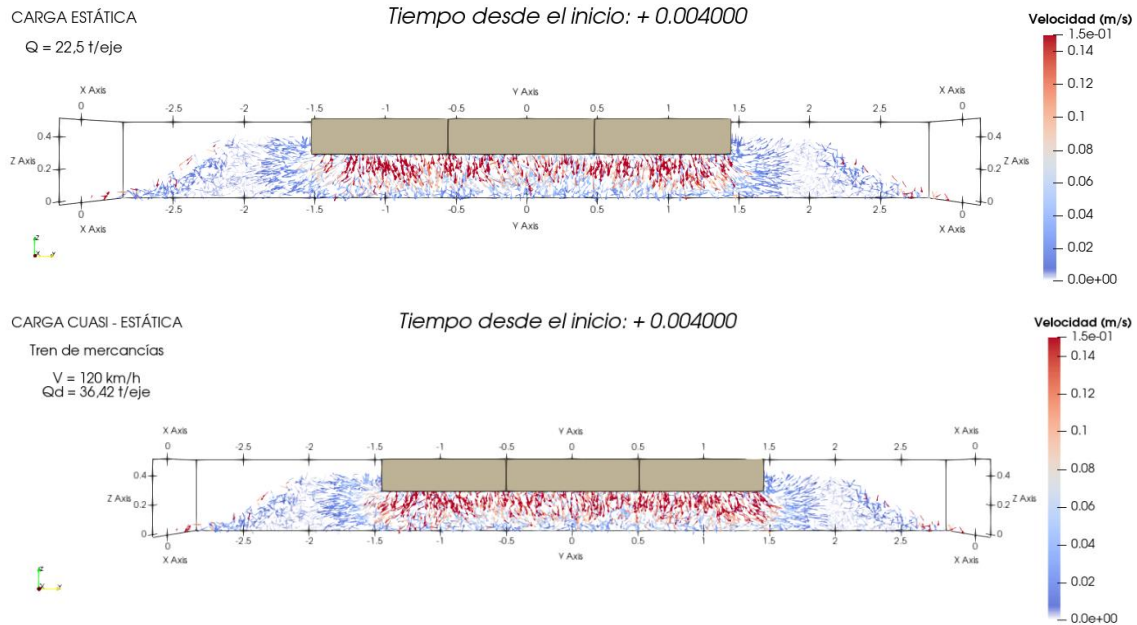 CARGA ESTÁTICA
Tiempo desde el inicio: + 0.004000
Velocidad (m/s)
Q = 22,5 t/eje
1.5e-01
0.14
0.12
0.1
0.08
0.06
0.04
0.02
0.0e+00
X Axis
Y Axis
X Axis
0 -2.5 -2 -1.5 -1 -0.5 0 0.5 1 1.5 2 2.5 0
0.4 0.4
Z Axis 0.2 0.2 Z Axis
0 0
0 -2.5 -2 -1.5 -1 -0.5 0 0.5 1 1.5 2 2.5 0
X Axis Y Axis X Axis
CARGA CUASI - ESTÁTICA
Tiempo desde el inicio: + 0.004000
Velocidad (m/s)
Tren de mercancías
V = 120 km/h
Qd = 36,42 t/eje
1.5e-01
0.14
0.12
0.1
0.08
0.06
0.04
0.02
0.0e+00
X Axis Y Axis X Axis
0 -2.5 -2 -1.5 -1 -0.5 0 0.5 1 1.5 2 2.5 0
0.4 0.4
Z Axis 0.2 0.2 Z Axis
0 0
0 -2.5 -2 -1.5 -1 -0.5 0 0.5 1 1.5 2 2.5 0
X Axis Y Axis X Axis